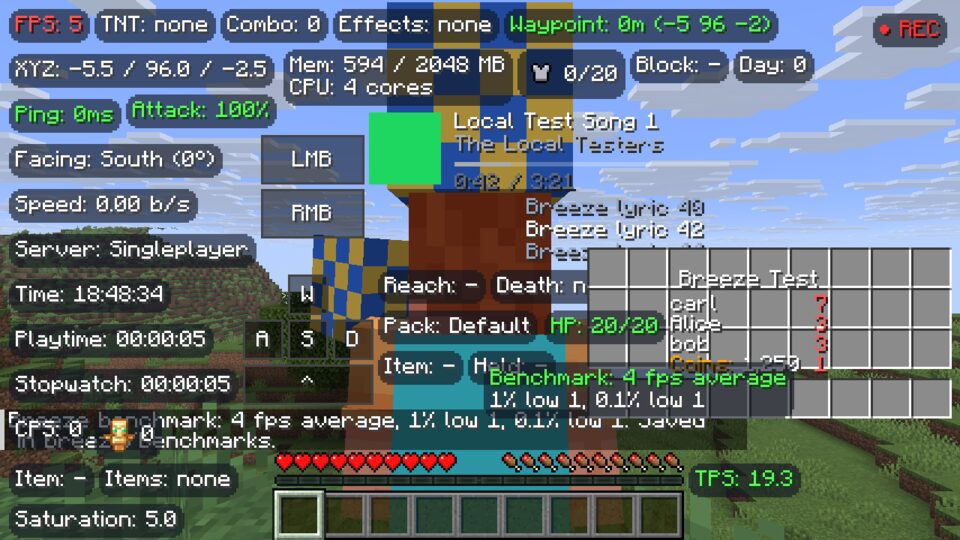 FPS: 5
TNT: none
Combo: 0
Effects: none
Waypoint: 0m (-5 96 -2)
REC
XYZ: -5.5 / 96.0 / -2.5
Mem: 594 / 2048 MB
CPU: 4 cores
0/20
Block: -
Day: 0
Ping: 0ms
Attack: 100%
Local Test Song 1
The Local Testers
0:42 / 3:21
Facing: South (0°)
LMB
Speed: 0.00 b/s
RMB
Breeze lyric 40
Breeze lyric 42
Breeze
Server: Singleplayer
Breeze Test
Time: 18:48:34
W
Reach: -
Death: n
carl 7
Alice 3
bob 3
Coins: 1,250 1
Playtime: 00:00:05
A
S
D
Pack: Default
HP: 20/20
Stopwatch: 00:00:05
^
Item: -
Held: -
Benchmark: 4 fps average
1% low 1, 0.1% low 1
Breeze benchmark: 4 fps average, 1% low 1, 0.1% low 1. Saved
in breeze benchmarks.
CPS: 0
0
Item: -
Items: none
TPS: 19.3
Saturation: 5.0